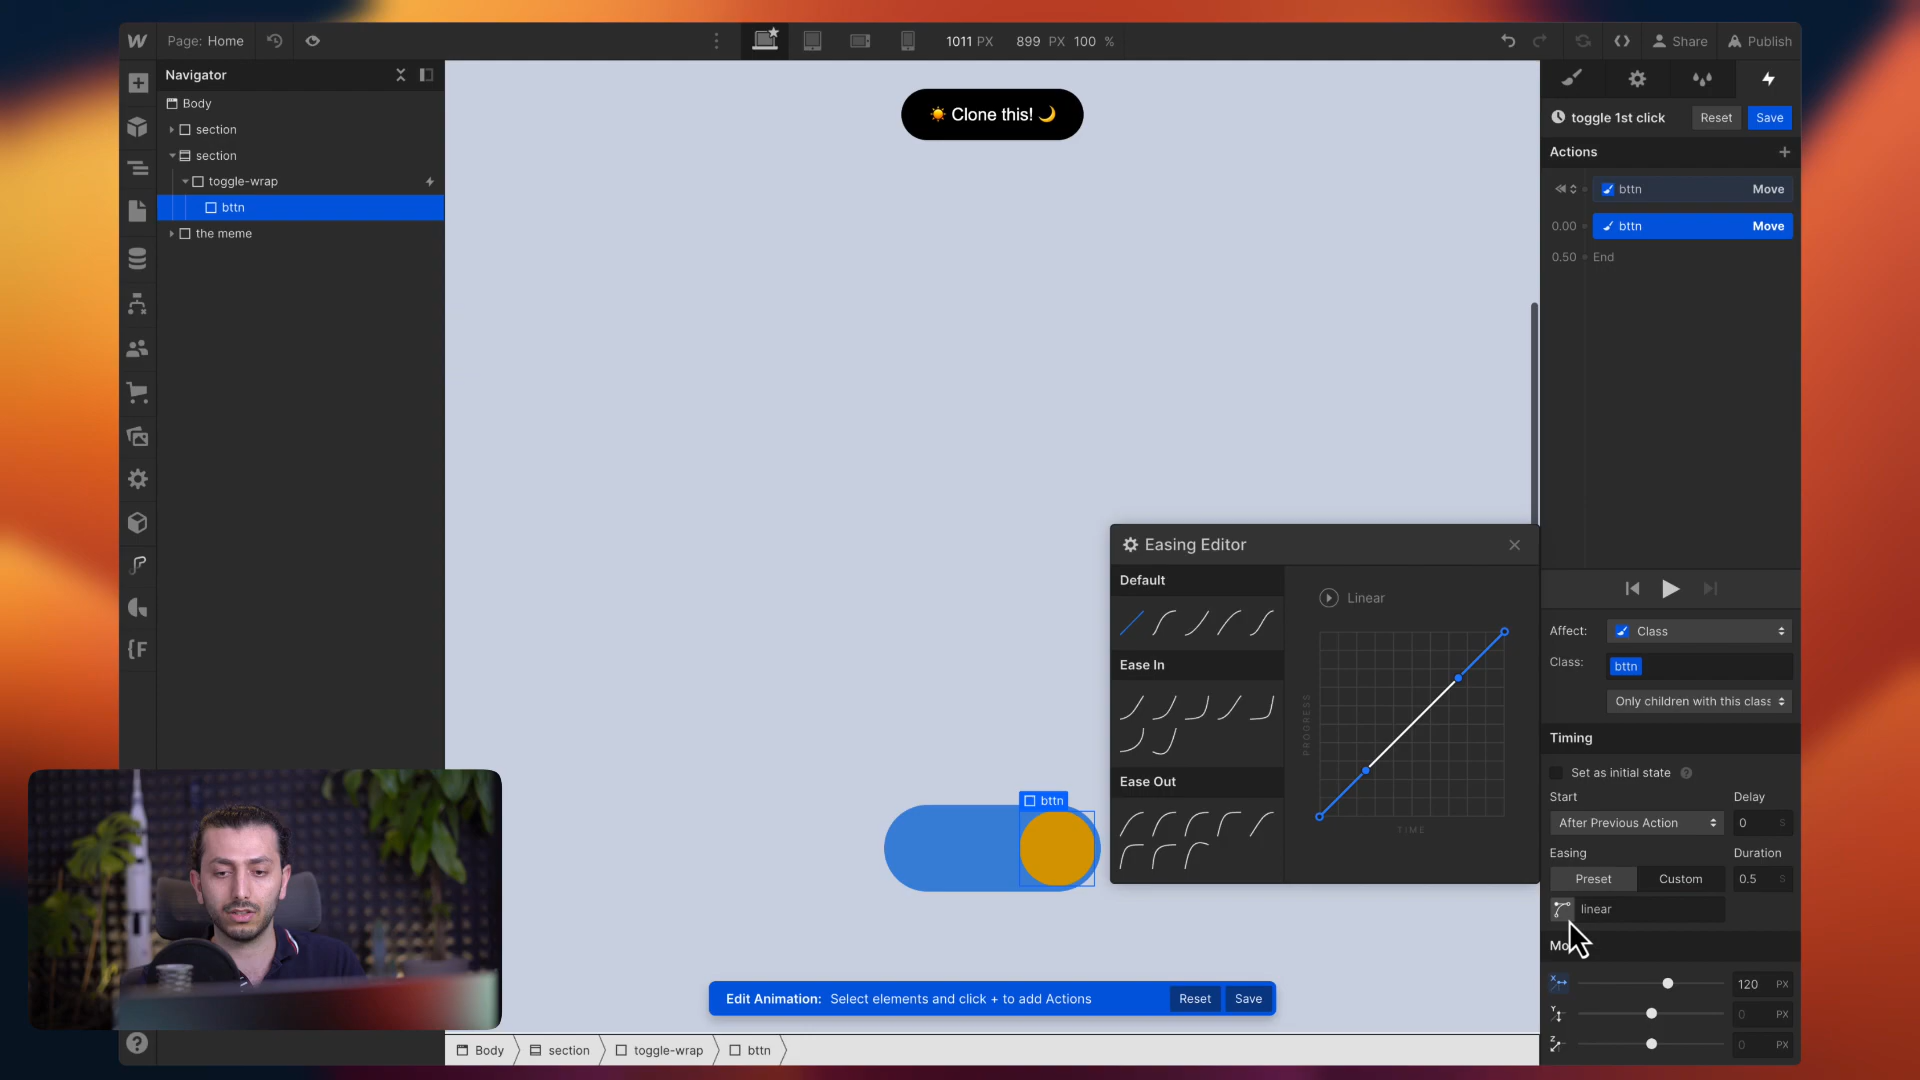 Page: Home
1011 PX 899 PX 100 %
Share
Publish
Navigator
Body
section
section
toggle-wrap
bttn
the meme
☀️ Clone this! 🌙
toggle 1st click
Reset
Save
Actions
bttn Move
0.00 bttn Move
0.50 End
Easing Editor
Default
Ease In
Ease Out
Linear
PROGRESS
TIME
Affect: Class
Class: bttn
Only children with this class
Timing
Set as initial state
Start
Delay
After Previous Action
0 S
Easing
Duration
Preset
Custom
0.5 S
linear
Mo
X 120 PX
Y 0 PX
Z 0 PX
bttn
Edit Animation: Select elements and click + to add Actions
Reset
Save
Body section toggle-wrap bttn